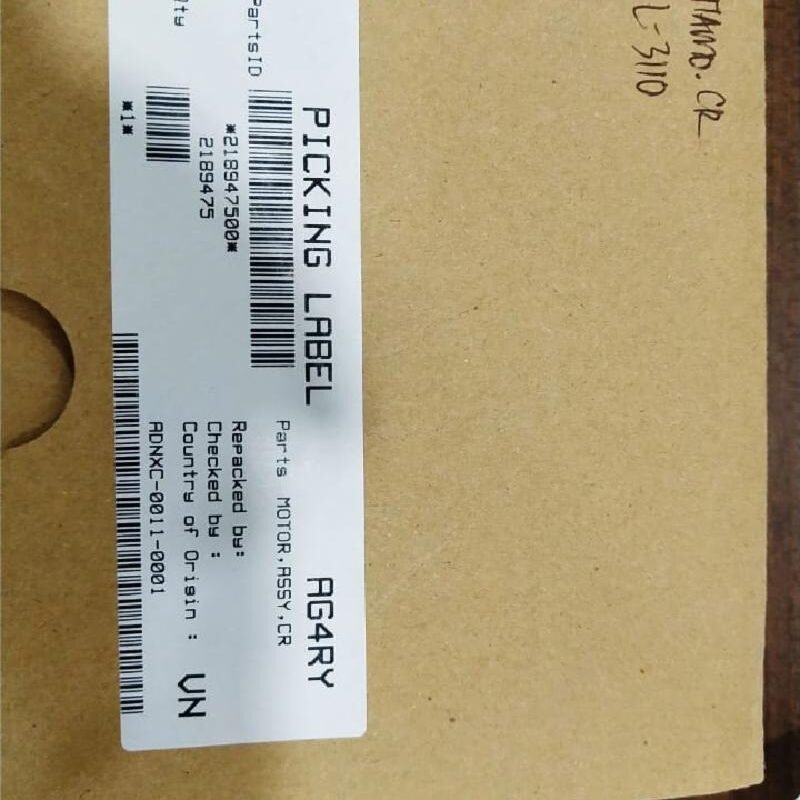 PICKING LABEL AG4RY
PartsID Parts MOTOR,ASSY,CR
*218947500*
2189475
Repacked by:
Checked by :
Country of Origin : VN
*1*
ADNXC-0011-0001
CR
L-3110